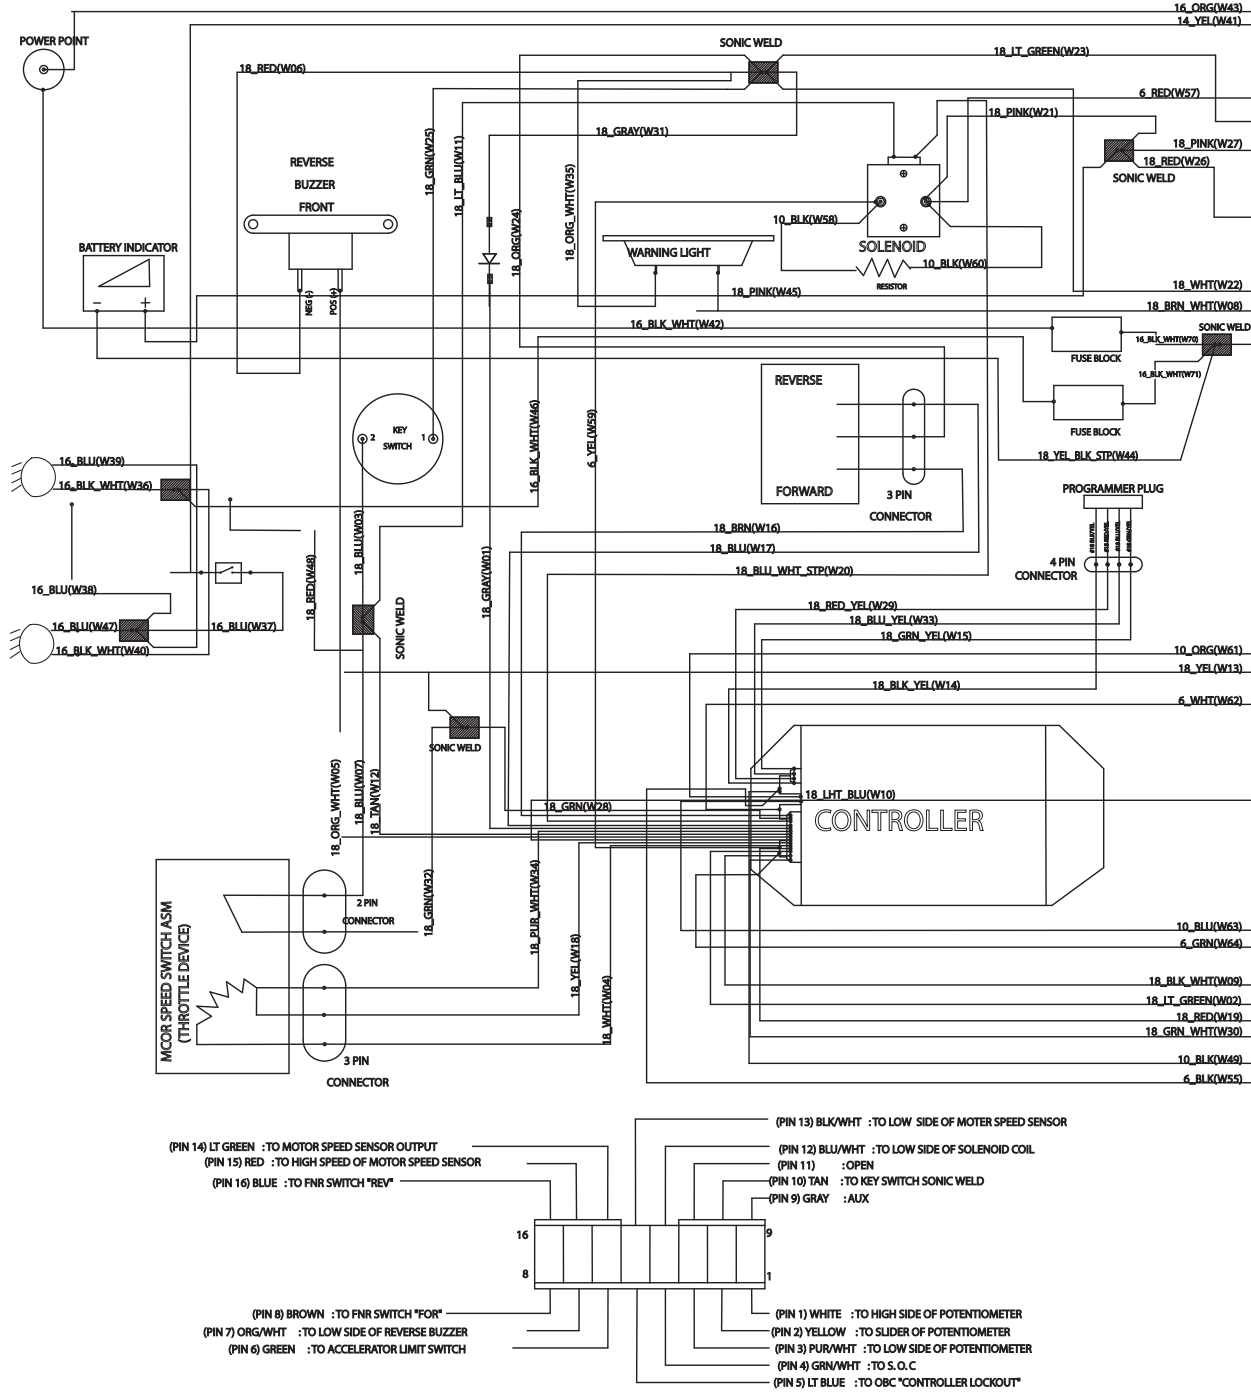 16_ORG(W43)
14_YEL(W41)
POWER POINT
SONIC WELD
18_LT_GREEN(W23)
18_RED(W06)
6_RED(W57)
18_PINK(W21)
18_GRAY(W31)
18_GRN(W25)
18_LT_BLU(W11)
18_ORG_WHT(W35)
18_ORG(W24)
18_PINK(W27)
18_RED(W26)
SONIC WELD
REVERSE
BUZZER
FRONT
10_BLK(W58)
SOLENOID
BATTERY INDICATOR
WARNING LIGHT
10_BLK(W60)
RESISTOR
18_PINK(W45)
18_WHT(W22)
NEG (-)
POS (+)
18_BRN_WHT(W08)
16_BLK_WHT(W42)
SONIC WELD
16_BLK_WHT(W70)
FUSE BLOCK
16_BLK_WHT(W71)
REVERSE
FORWARD
FUSE BLOCK
2
KEY
SWITCH
1
16_BLK_WHT(W46)
6_YEL(W59)
18_YEL_BLK_STP(W44)
16_BLU(W39)
16_BLK_WHT(W36)
3 PIN
CONNECTOR
PROGRAMMER PLUG
#18 BLK/YEL
#18 RED/YEL
#18 BLU/YEL
#18 GRN/YEL
18_BRN(W16)
18_BLU(W17)
18_BLU_WHT_STP(W20)
4 PIN
CONNECTOR
18_BLU(W03)
18_RED(W48)
18_GRAY(W01)
16_BLU(W38)
16_BLU(W47)
16_BLU(W37)
16_BLK_WHT(W40)
SONIC WELD
18_RED_YEL(W29)
18_BLU_YEL(W33)
18_GRN_YEL(W15)
10_ORG(W61)
18_YEL(W13)
18_BLK_YEL(W14)
6_WHT(W62)
SONIC WELD
18_ORG_WHT(W05)
18_BLU(W07)
18_TAN(W12)
18_GRN(W28)
18_LHT_BLU(W10)
CONTROLLER
MCOR SPEED SWITCH ASM
(THROTTLE DEVICE)
2 PIN
CONNECTOR
18_GRN(W32)
18_PUR_WHT(W34)
18_YEL(W18)
18_WHT(W04)
10_BLU(W63)
6_GRN(W64)
18_BLK_WHT(W09)
18_LT_GREEN(W02)
18_RED(W19)
18_GRN_WHT(W30)
10_BLK(W49)
6_BLK(W55)
3 PIN
CONNECTOR
(PIN 13) BLK/WHT :TO LOW SIDE OF MOTER SPEED SENSOR
(PIN 14) LT GREEN :TO MOTOR SPEED SENSOR OUTPUT
(PIN 12) BLU/WHT :TO LOW SIDE OF SOLENOID COIL
(PIN 15) RED :TO HIGH SPEED OF MOTOR SPEED SENSOR
(PIN 11) :OPEN
(PIN 16) BLUE :TO FNR SWITCH "REV"
(PIN 10) TAN :TO KEY SWITCH SONIC WELD
(PIN 9) GRAY :AUX
16
9
8
1
(PIN 8) BROWN :TO FNR SWITCH "FOR"
(PIN 1) WHITE :TO HIGH SIDE OF POTENTIOMETER
(PIN 7) ORG/WHT :TO LOW SIDE OF REVERSE BUZZER
(PIN 2) YELLOW :TO SLIDER OF POTENTIOMETER
(PIN 6) GREEN :TO ACCELERATOR LIMIT SWITCH
(PIN 3) PUR/WHT :TO LOW SIDE OF POTENTIOMETER
(PIN 4) GRN/WHT :TO S.O.C
(PIN 5) LT BLUE :TO OBC "CONTROLLER LOCKOUT"